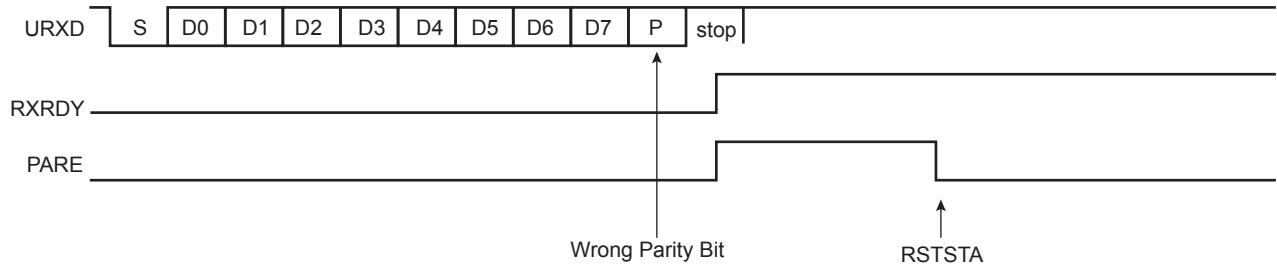 URXD S D0 D1 D2 D3 D4 D5 D6 D7 P stop
RXRDY
PARE
Wrong Parity Bit RSTSTA